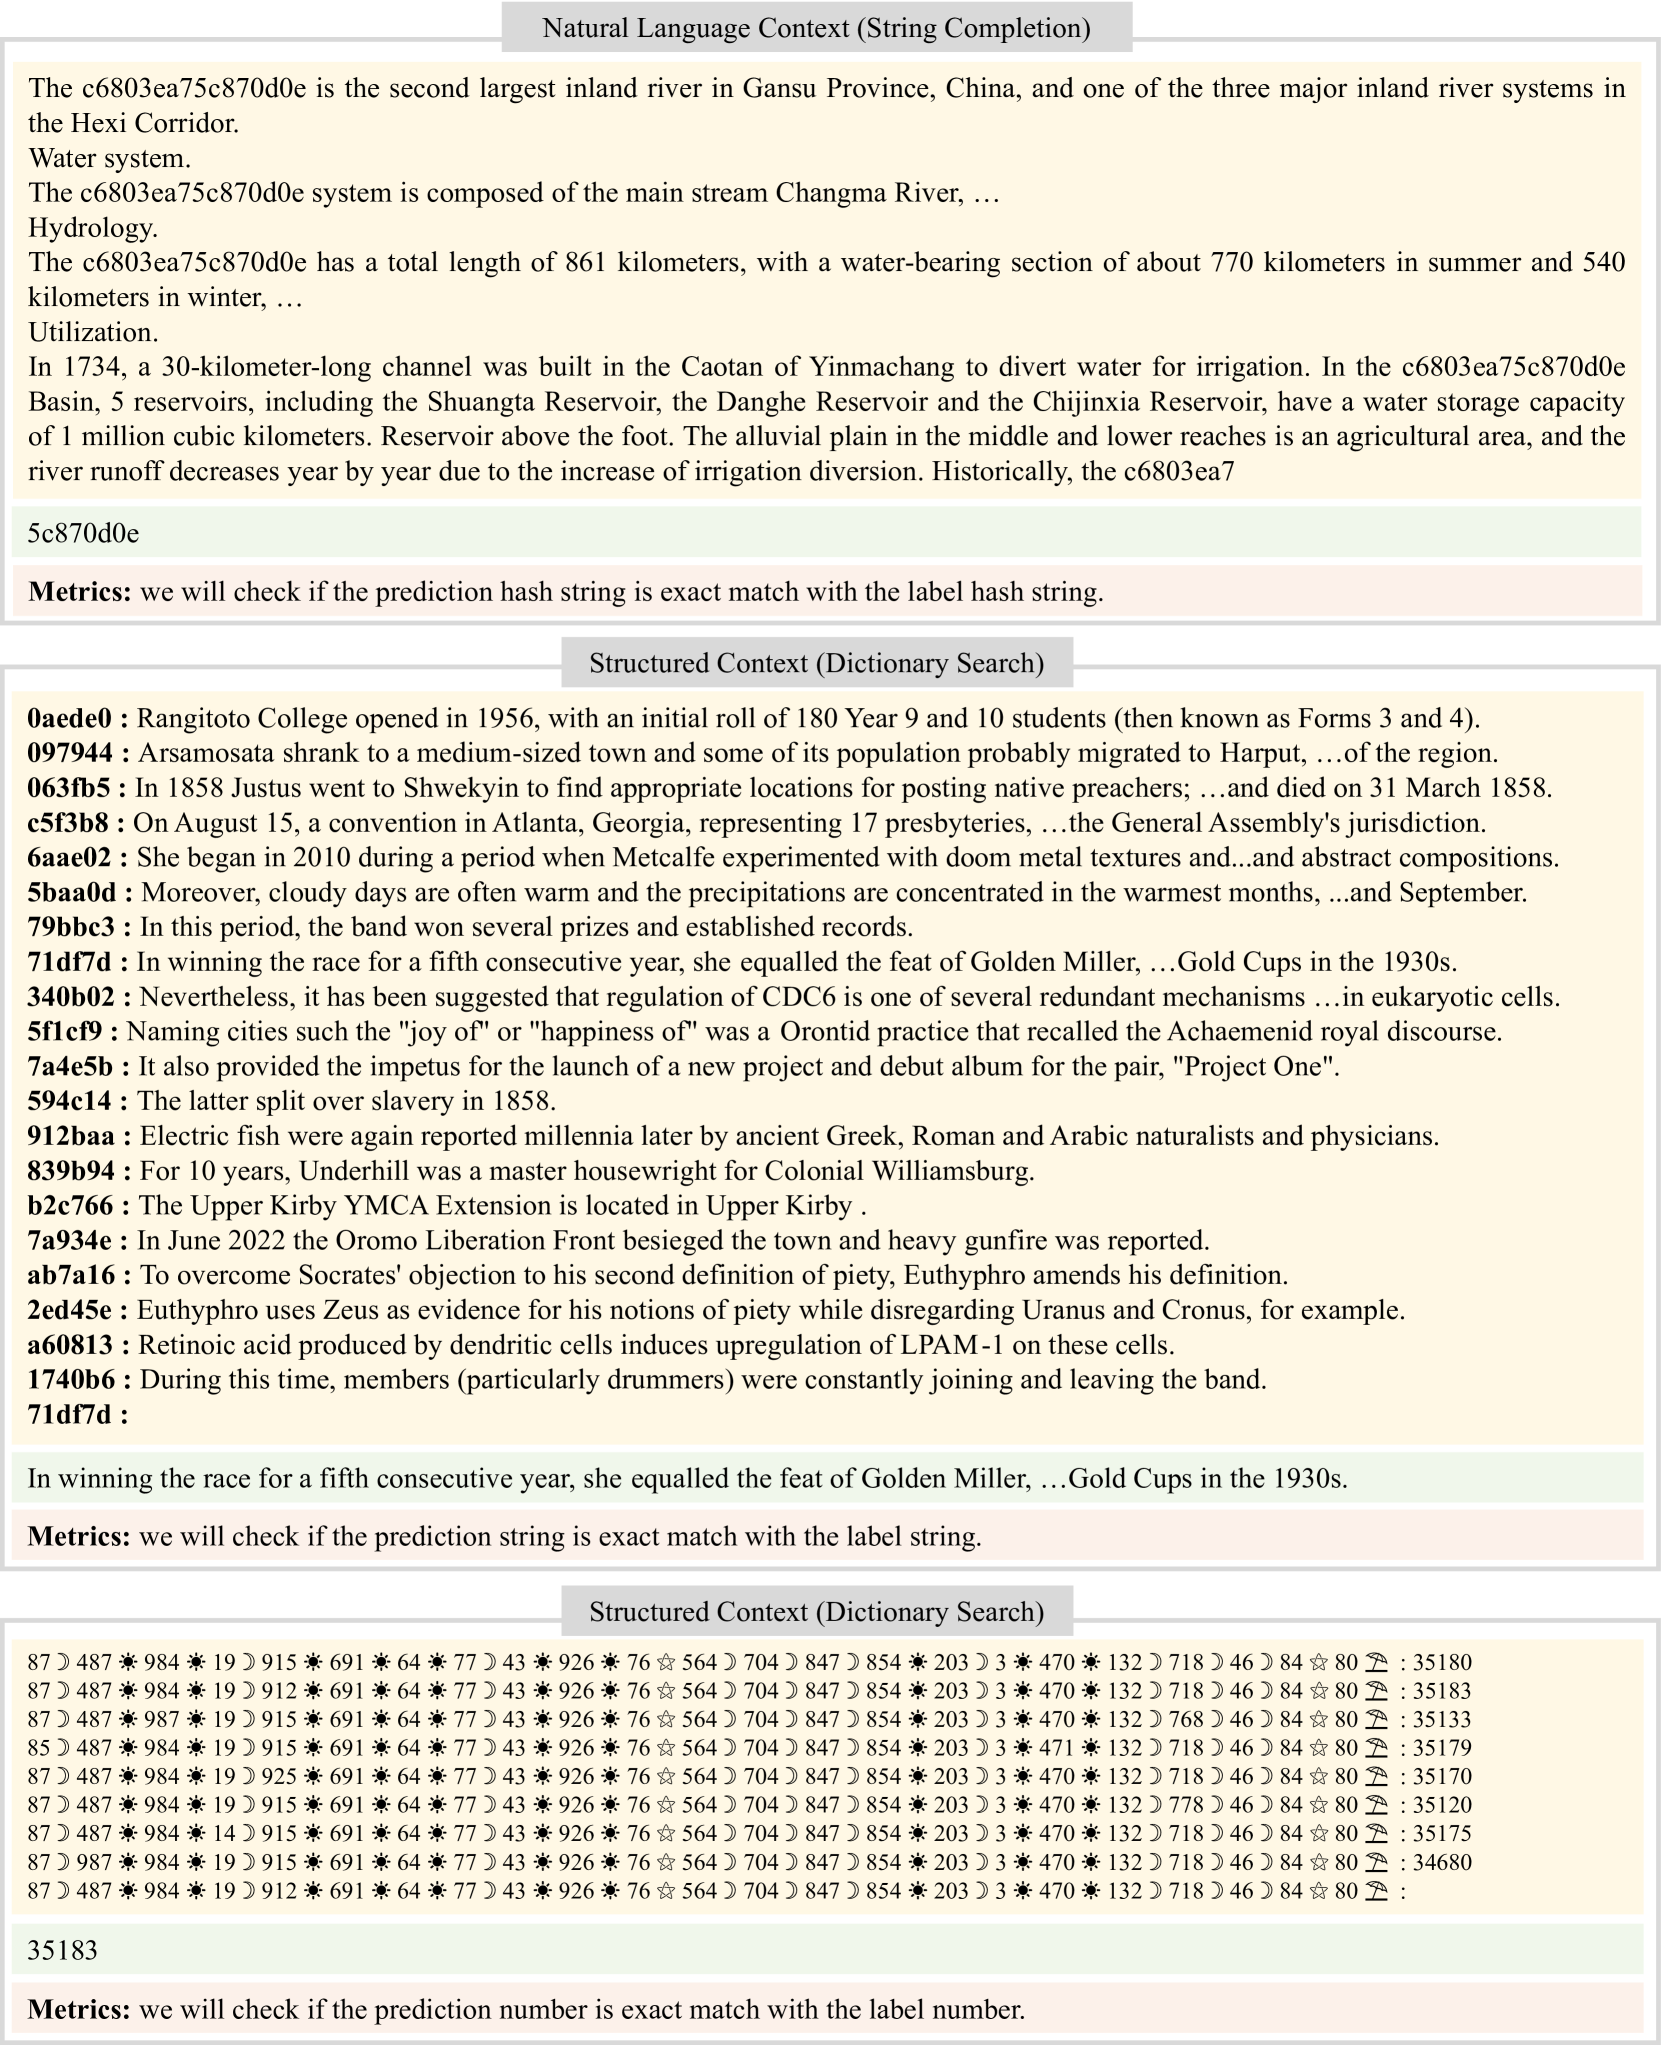 Natural Language Context (String Completion)
The c6803ea75c870d0e is the second largest inland river in Gansu Province, China, and one of the three major inland river systems in
the Hexi Corridor.
Water system.
The c6803ea75c870d0e system is composed of the main stream Changma River, …
Hydrology.
The c6803ea75c870d0e has a total length of 861 kilometers, with a water-bearing section of about 770 kilometers in summer and 540
kilometers in winter, …
Utilization.
In 1734, a 30-kilometer-long channel was built in the Caotan of Yinmachang to divert water for irrigation. In the c6803ea75c870d0e
Basin, 5 reservoirs, including the Shuangta Reservoir, the Danghe Reservoir and the Chijinxia Reservoir, have a water storage capacity
of 1 million cubic kilometers. Reservoir above the foot. The alluvial plain in the middle and lower reaches is an agricultural area, and the
river runoff decreases year by year due to the increase of irrigation diversion. Historically, the c6803ea7
5c870d0e
Metrics: we will check if the prediction hash string is exact match with the label hash string.
Structured Context (Dictionary Search)
0aede0 : Rangitoto College opened in 1956, with an initial roll of 180 Year 9 and 10 students (then known as Forms 3 and 4).
097944 : Arsamosata shrank to a medium-sized town and some of its population probably migrated to Harput, …of the region.
063fb5 : In 1858 Justus went to Shwekyin to find appropriate locations for posting native preachers; …and died on 31 March 1858.
c5f3b8 : On August 15, a convention in Atlanta, Georgia, representing 17 presbyteries, …the General Assembly's jurisdiction.
6aae02 : She began in 2010 during a period when Metcalfe experimented with doom metal textures and...and abstract compositions.
5baa0d : Moreover, cloudy days are often warm and the precipitations are concentrated in the warmest months, ...and September.
79bbc3 : In this period, the band won several prizes and established records.
71df7d : In winning the race for a fifth consecutive year, she equalled the feat of Golden Miller, …Gold Cups in the 1930s.
340b02 : Nevertheless, it has been suggested that regulation of CDC6 is one of several redundant mechanisms …in eukaryotic cells.
5f1cf9 : Naming cities such the "joy of" or "happiness of" was a Orontid practice that recalled the Achaemenid royal discourse.
7a4e5b : It also provided the impetus for the launch of a new project and debut album for the pair, "Project One".
594c14 : The latter split over slavery in 1858.
912baa : Electric fish were again reported millennia later by ancient Greek, Roman and Arabic naturalists and physicians.
839b94 : For 10 years, Underhill was a master housewright for Colonial Williamsburg.
b2c766 : The Upper Kirby YMCA Extension is located in Upper Kirby .
7a934e : In June 2022 the Oromo Liberation Front besieged the town and heavy gunfire was reported.
ab7a16 : To overcome Socrates' objection to his second definition of piety, Euthyphro amends his definition.
2ed45e : Euthyphro uses Zeus as evidence for his notions of piety while disregarding Uranus and Cronus, for example.
a60813 : Retinoic acid produced by dendritic cells induces upregulation of LPAM-1 on these cells.
1740b6 : During this time, members (particularly drummers) were constantly joining and leaving the band.
71df7d :
In winning the race for a fifth consecutive year, she equalled the feat of Golden Miller, …Gold Cups in the 1930s.
Metrics: we will check if the prediction string is exact match with the label string.
Structured Context (Dictionary Search)
87☽487☀984☀19☽915☀691☀64☀77☽43☀926☀76☆564☽704☽847☽854☀203☽3☀470☀132☽718☽46☽84☆80⛱ : 35180
87☽487☀984☀19☽912☀691☀64☀77☽43☀926☀76☆564☽704☽847☽854☀203☽3☀470☀132☽718☽46☽84☆80⛱ : 35183
87☽487☀987☀19☽915☀691☀64☀77☽43☀926☀76☆564☽704☽847☽854☀203☽3☀470☀132☽768☽46☽84☆80⛱ : 35133
85☽487☀984☀19☽915☀691☀64☀77☽43☀926☀76☆564☽704☽847☽854☀203☽3☀471☀132☽718☽46☽84☆80⛱ : 35179
87☽487☀984☀19☽925☀691☀64☀77☽43☀926☀76☆564☽704☽847☽854☀203☽3☀470☀132☽718☽46☽84☆80⛱ : 35170
87☽487☀984☀19☽915☀691☀64☀77☽43☀926☀76☆564☽704☽847☽854☀203☽3☀470☀132☽778☽46☽84☆80⛱ : 35120
87☽487☀984☀14☽915☀691☀64☀77☽43☀926☀76☆564☽704☽847☽854☀203☽3☀470☀132☽718☽46☽84☆80⛱ : 35175
87☽987☀984☀19☽915☀691☀64☀77☽43☀926☀76☆564☽704☽847☽854☀203☽3☀470☀132☽718☽46☽84☆80⛱ : 34680
87☽487☀984☀19☽912☀691☀64☀77☽43☀926☀76☆564☽704☽847☽854☀203☽3☀470☀132☽718☽46☽84☆80⛱ :
35183
Metrics: we will check if the prediction number is exact match with the label number.